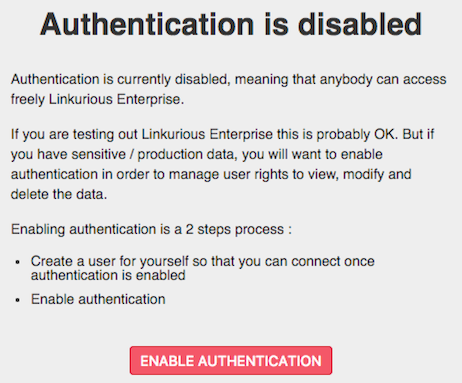 Authentication is disabled
Authentication is currently disabled, meaning that anybody can access
freely Linkurious Enterprise.
If you are testing out Linkurious Enterprise this is probably OK. But if
you have sensitive / production data, you will want to enable
authentication in order to manage user rights to view, modify and
delete the data.
Enabling authentication is a 2 steps process :
• Create a user for yourself so that you can connect once
authentication is enabled
• Enable authentication
ENABLE AUTHENTICATION